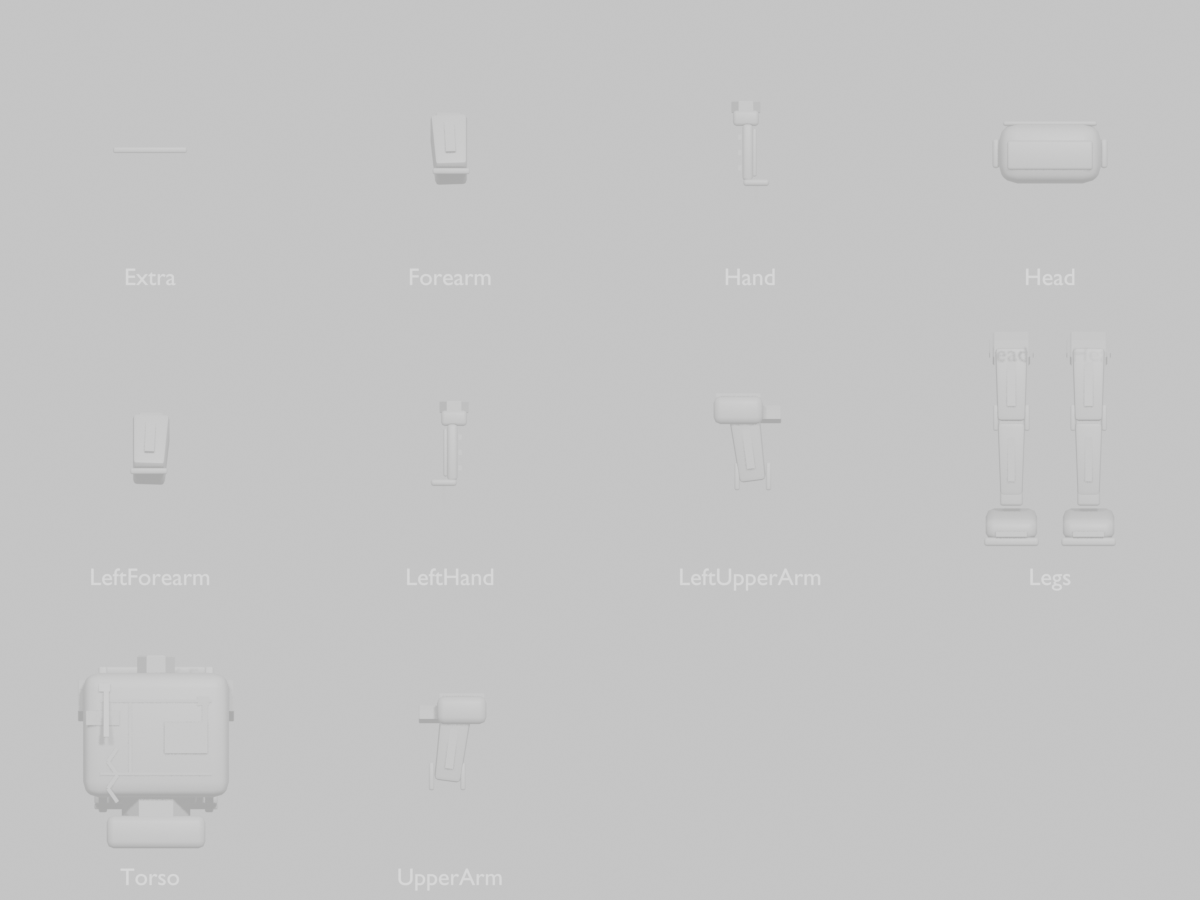 Extra
Forearm
Hand
Head
LeftForearm
LeftHand
LeftUpperArm
Legs
Torso
UpperArm